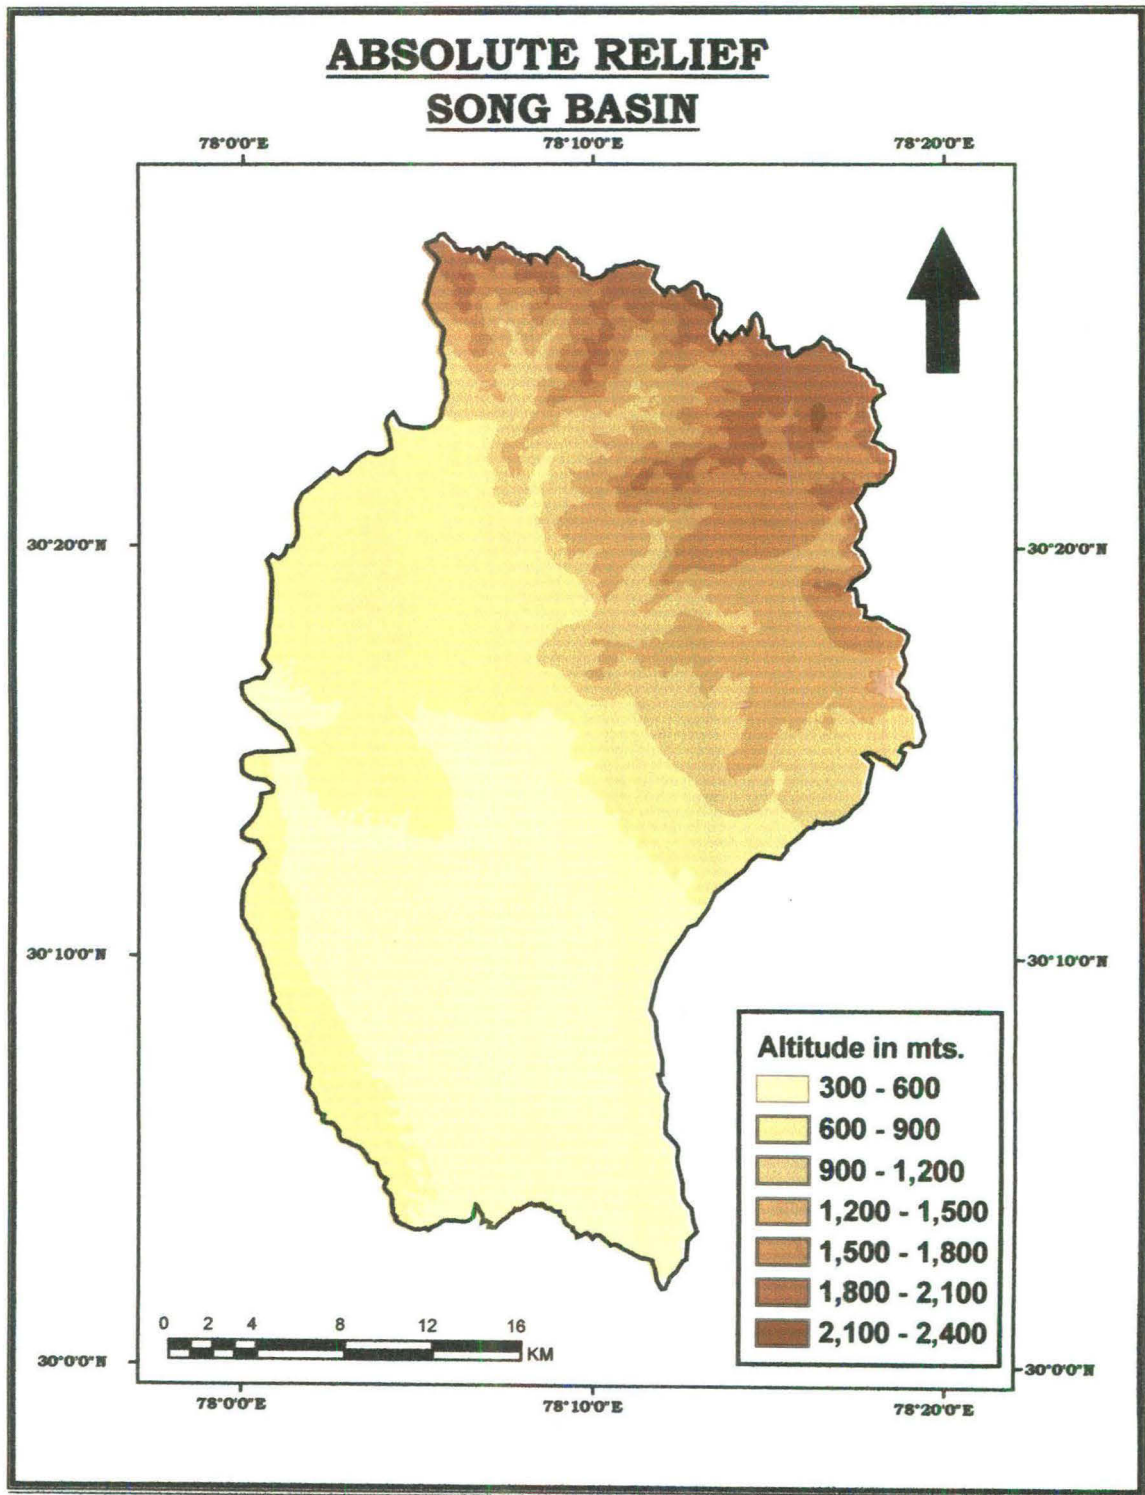 ABSOLUTE RELIEF
SONG BASIN
78°0'0"E 78°10'0"E 78°20'0"E
30°20'0"N 30°20'0"N
30°10'0"N 30°10'0"N
Altitude in mts.
300 - 600
600 - 900
900 - 1,200
1,200 - 1,500
1,500 - 1,800
1,800 - 2,100
2,100 - 2,400
0 2 4 8 12 16
KM
30°0'0"N 30°0'0"N
78°0'0"E 78°10'0"E 78°20'0"E